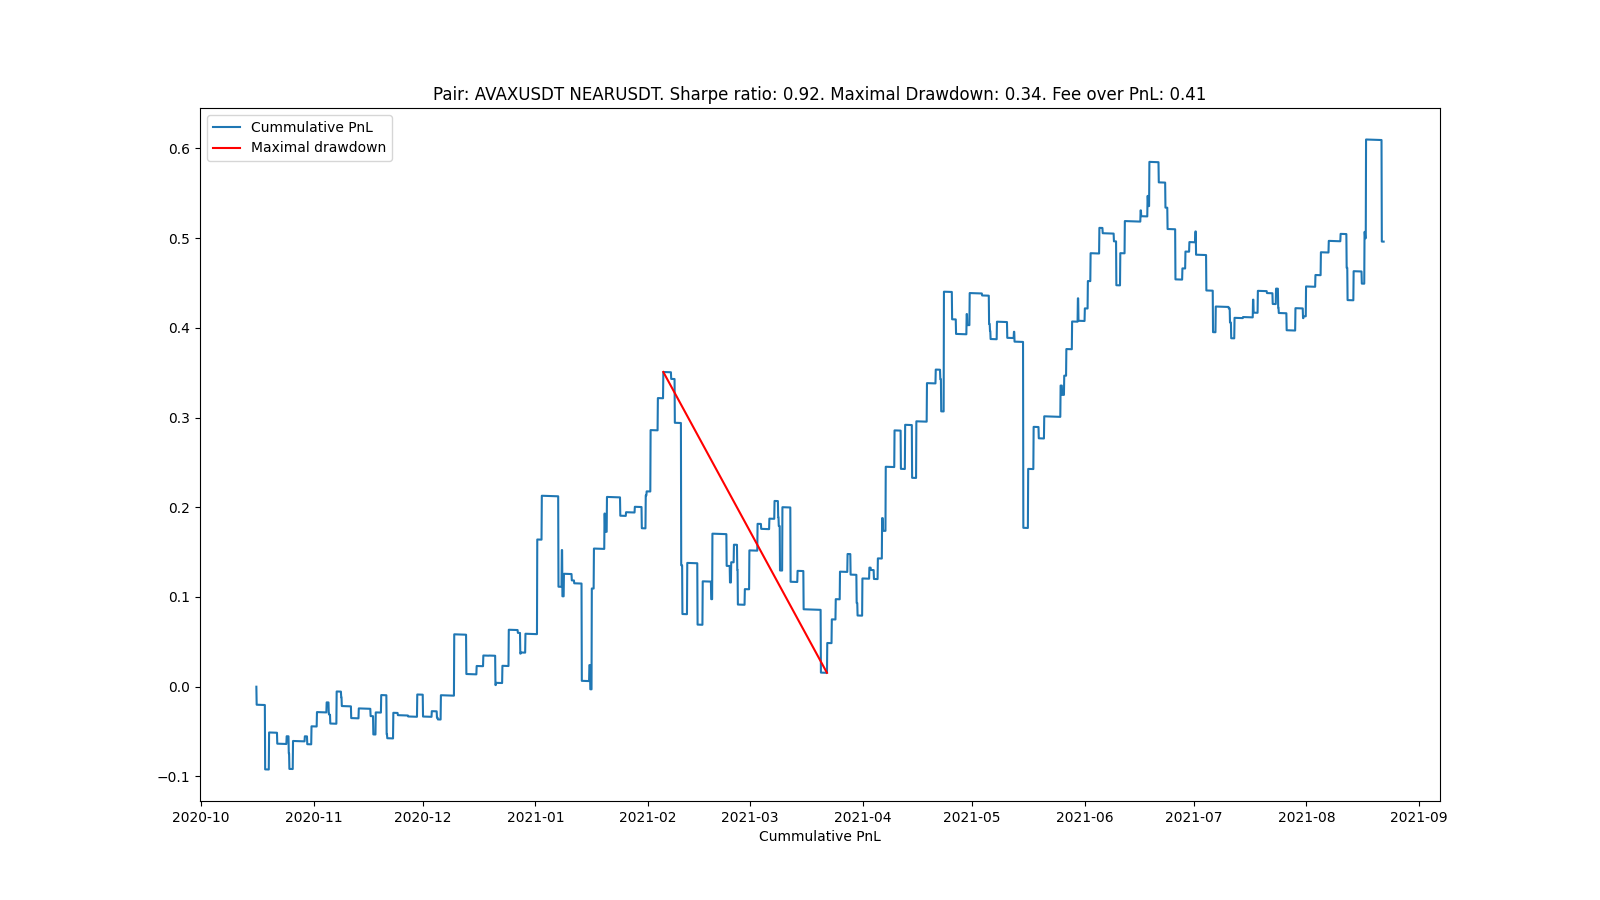 Pair: AVAXUSDT NEARUSDT. Sharpe ratio: 0.92. Maximal Drawdown: 0.34. Fee over PnL: 0.41
Cummulative PnL
Maximal drawdown
0.6
0.5
0.4
0.3
0.2
0.1
0.0
−0.1
2020-10 2020-11 2020-12 2021-01 2021-02 2021-03 2021-04 2021-05 2021-06 2021-07 2021-08 2021-09
Cummulative PnL